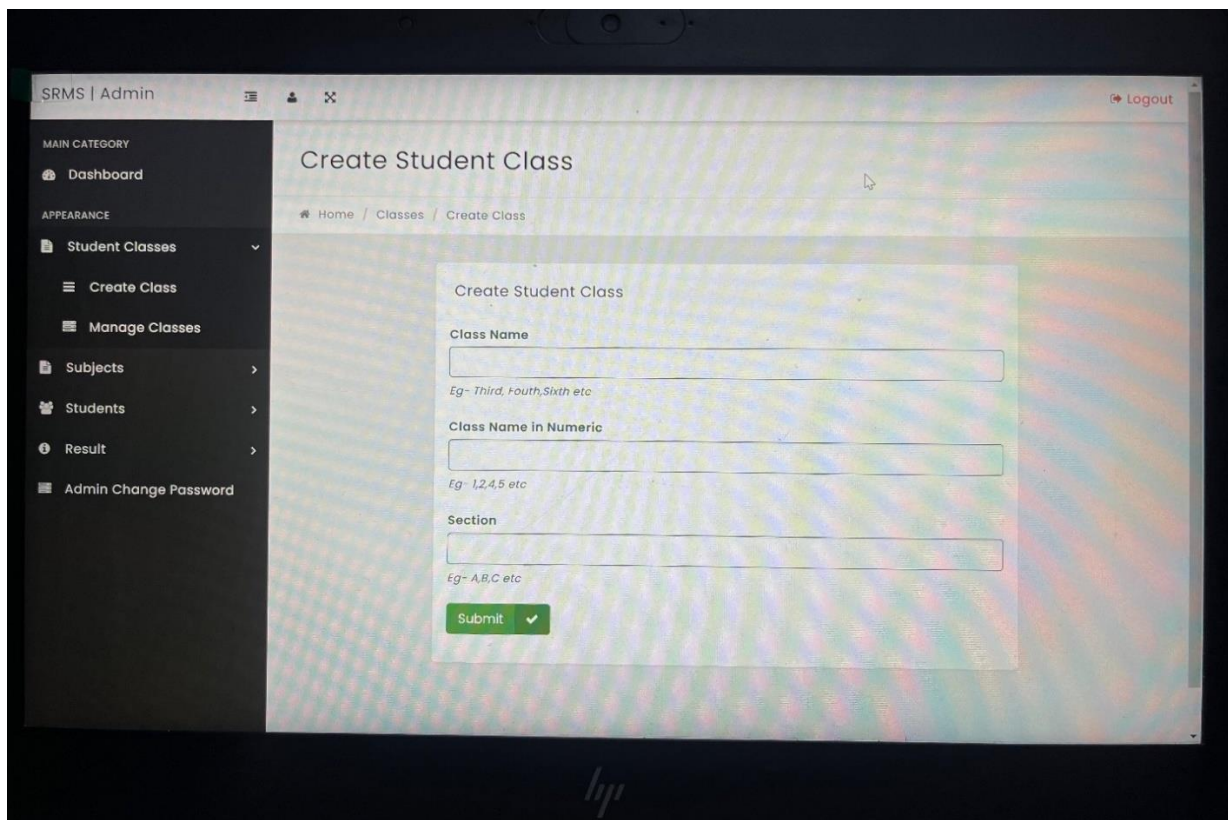 SRMS | Admin
Logout
MAIN CATEGORY
Dashboard
APPEARANCE
Student Classes
Create Class
Manage Classes
Subjects
Students
Result
Admin Change Password
Create Student Class
Home / Classes / Create Class
Create Student Class
Class Name
Eg- Third, Fouth,Sixth etc
Class Name in Numeric
Eg- 1,2,4,5 etc
Section
Eg- A,B,C etc
Submit
hp